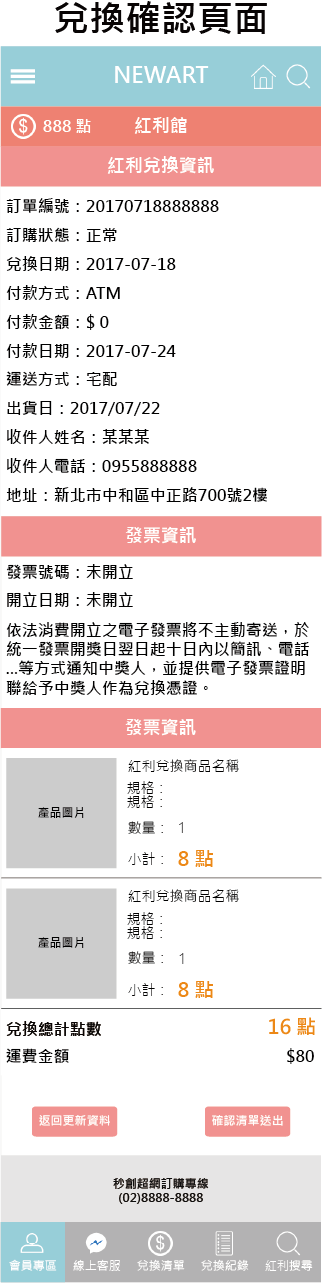 兌換確認頁面
NEWART
888 點
紅利館
紅利兌換資訊
訂單編號：20170718888888
訂購狀態：正常
兌換日期：2017-07-18
付款方式：ATM
付款金額：$ 0
付款日期：2017-07-24
運送方式：宅配
出貨日：2017/07/22
收件人姓名：某某某
收件人電話：0955888888
地址：新北市中和區中正路700號2樓
發票資訊
發票號碼：未開立
開立日期：未開立
依法消費開立之電子發票將不主動寄送，於
統一發票開獎日翌日起十日內以簡訊、電話
...等方式通知中獎人，並提供電子發票證明
聯給予中獎人作為兌換憑證。
發票資訊
產品圖片
紅利兌換商品名稱
規格：
規格：
數量： 1
小計： 8 點
產品圖片
紅利兌換商品名稱
規格：
規格：
數量： 1
小計： 8 點
兌換總計點數 16 點
運費金額 $80
返回更新資料
確認清單送出
秒創超網訂購專線
(02)8888-8888
會員專區
線上客服
兌換清單
兌換紀錄
紅利搜尋